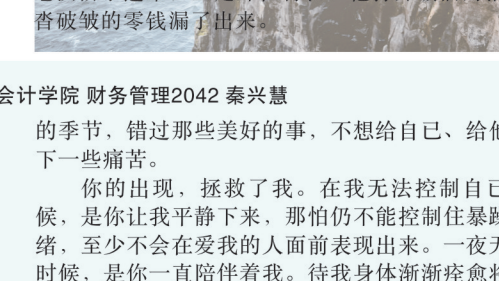 沓破皱的零钱漏了出来。
会计学院 财务管理2042 秦兴慧
的季节，错过那些美好的事，不想给自已、给他
下一些痛苦。
你的出现，拯救了我。在我无法控制自已
候，是你让我平静下来，那怕仍不能控制住暴躁
绪，至少不会在爱我的人面前表现出来。一夜无
时候，是你一直陪伴着我。待我身体渐渐痊愈将